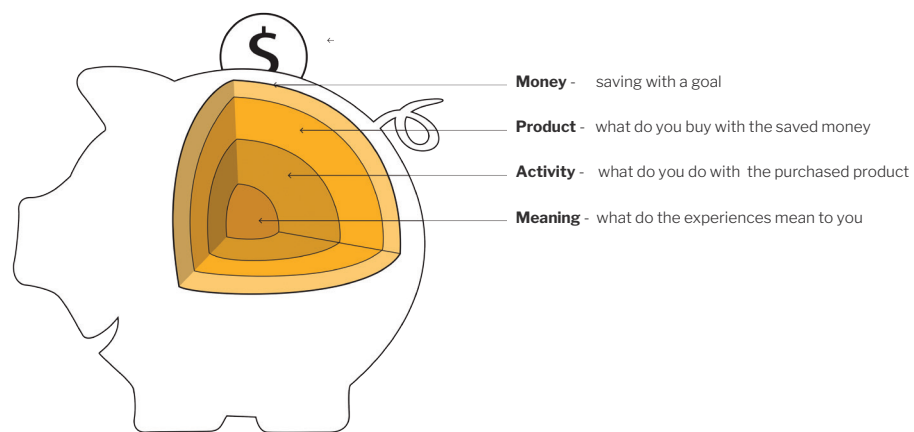 $
Money - saving with a goal
Product - what do you buy with the saved money
Activity - what do you do with the purchased product
Meaning - what do the experiences mean to you